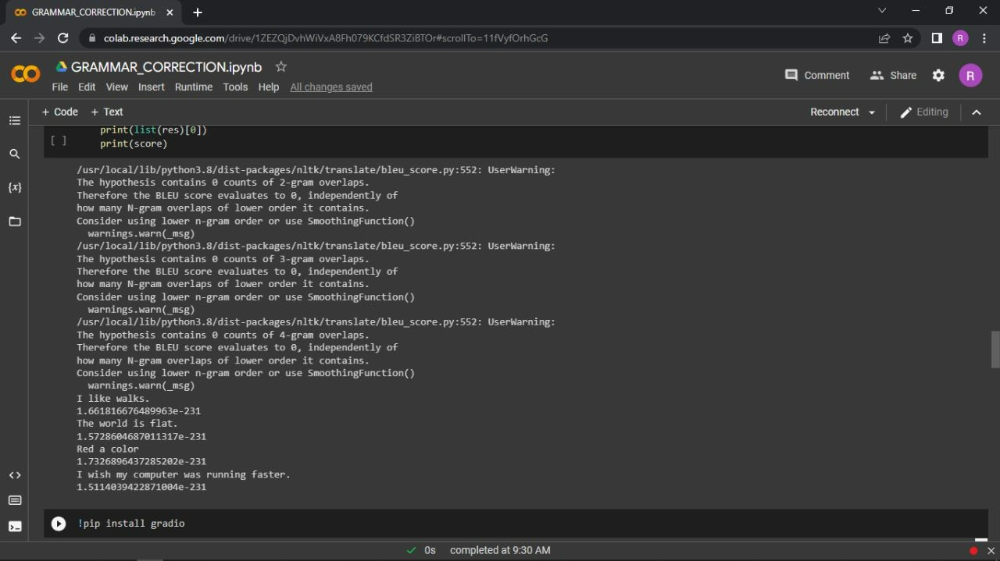 GRAMMAR_CORRECTION.ipynb
colab.research.google.com/drive/1ZEZQjDvhWiVxA8Fh079KCfdSR3ZiBTOr#scrollTo=11fVyfOrhGcG
R
GRAMMAR_CORRECTION.ipynb
Comment
Share
R
File Edit View Insert Runtime Tools Help All changes saved
+ Code + Text
Reconnect
Editing
print(list(res)[0])
[ ]
print(score)
/usr/local/lib/python3.8/dist-packages/nltk/translate/bleu_score.py:552: UserWarning:
The hypothesis contains 0 counts of 2-gram overlaps.
Therefore the BLEU score evaluates to 0, independently of
how many N-gram overlaps of lower order it contains.
Consider using lower n-gram order or use SmoothingFunction()
warnings.warn(_msg)
/usr/local/lib/python3.8/dist-packages/nltk/translate/bleu_score.py:552: UserWarning:
The hypothesis contains 0 counts of 3-gram overlaps.
Therefore the BLEU score evaluates to 0, independently of
how many N-gram overlaps of lower order it contains.
Consider using lower n-gram order or use SmoothingFunction()
warnings.warn(_msg)
/usr/local/lib/python3.8/dist-packages/nltk/translate/bleu_score.py:552: UserWarning:
The hypothesis contains 0 counts of 4-gram overlaps.
Therefore the BLEU score evaluates to 0, independently of
how many N-gram overlaps of lower order it contains.
Consider using lower n-gram order or use SmoothingFunction()
warnings.warn(_msg)
I like walks.
1.661816676489963e-231
The world is flat.
1.5728604687011317e-231
Red a color
1.7326896437285202e-231
I wish my computer was running faster.
1.5114039422871004e-231
!pip install gradio
0s completed at 9:30 AM